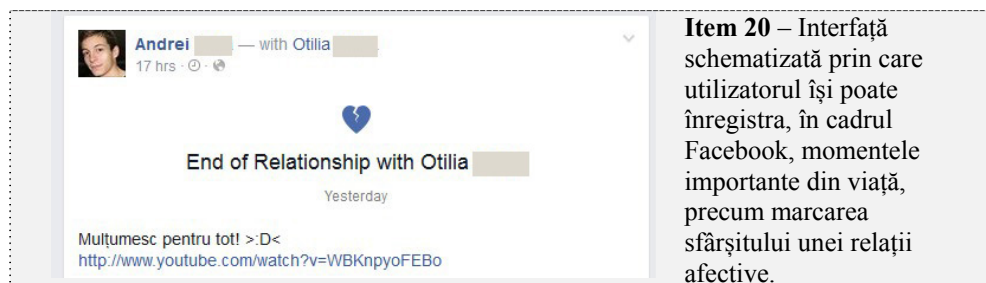 Andrei — with Otilia
17 hrs
End of Relationship with Otilia
Yesterday
Mulțumesc pentru tot! >:D<
http://www.youtube.com/watch?v=WBKnpyoFEBo
Item 20 – Interfață
schematizată prin care
utilizatorul își poate
înregistra, în cadrul
Facebook, momentele
importante din viață,
precum marcarea
sfârșitului unei relații
afective.